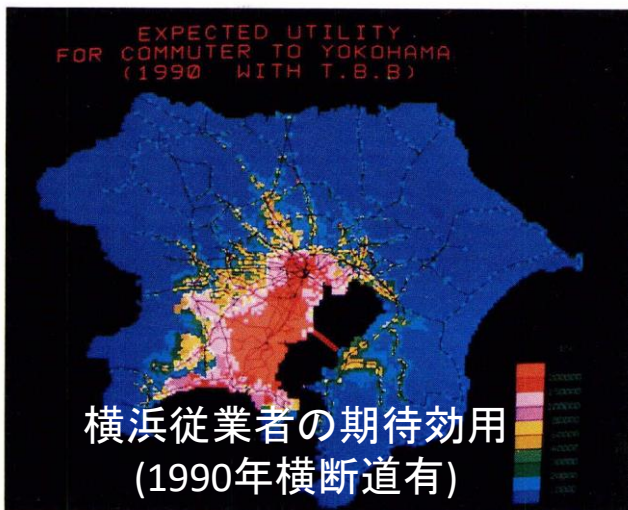 EXPECTED UTILITY
FOR COMMUTER TO YOKOHAMA
(1990 WITH T.B.B)
横浜従業者の期待効用
(1990年横断道有)